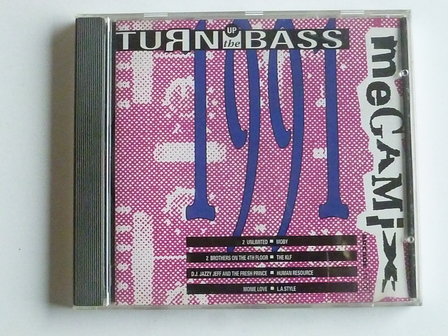 TURN UP the BASS
meGAMix
1991
2 UNLIMITED ■ MOBY
2 BROTHERS ON THE 4TH FLOOR ■ THE KLF
D.J. JAZZY JEFF AND THE FRESH PRINCE ■ HUMAN RESOURCE
MONIE LOVE ■ L.A. STYLE